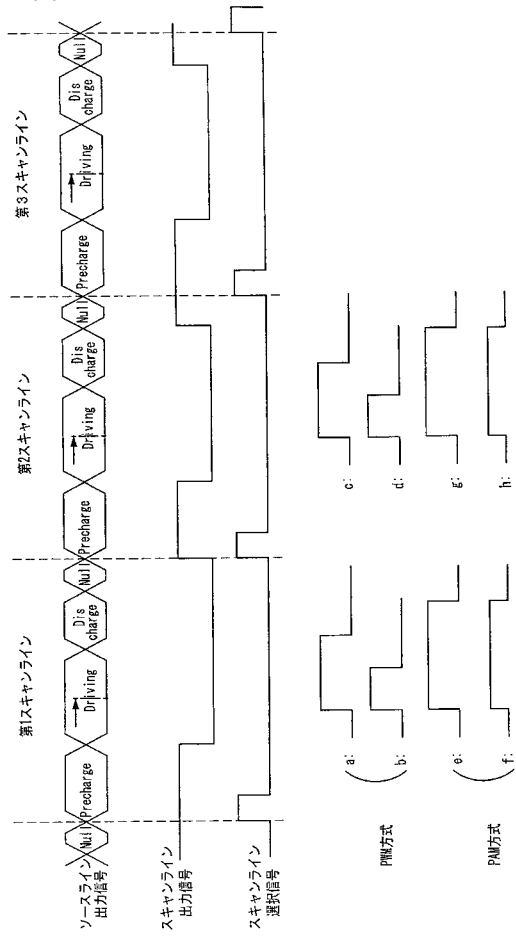 第1スキャンライン
第2スキャンライン
第3スキャンライン
ソースライン
出力信号
Null
Precharge
Driving
Dis
charge
Null
Precharge
Driving
Dis
charge
Null
Precharge
Driving
Dis
charge
Null
スキャンライン
出力信号
スキャンライン
選択信号
PWM方式
a:
b:
c:
d:
PAM方式
e:
f:
g:
h: